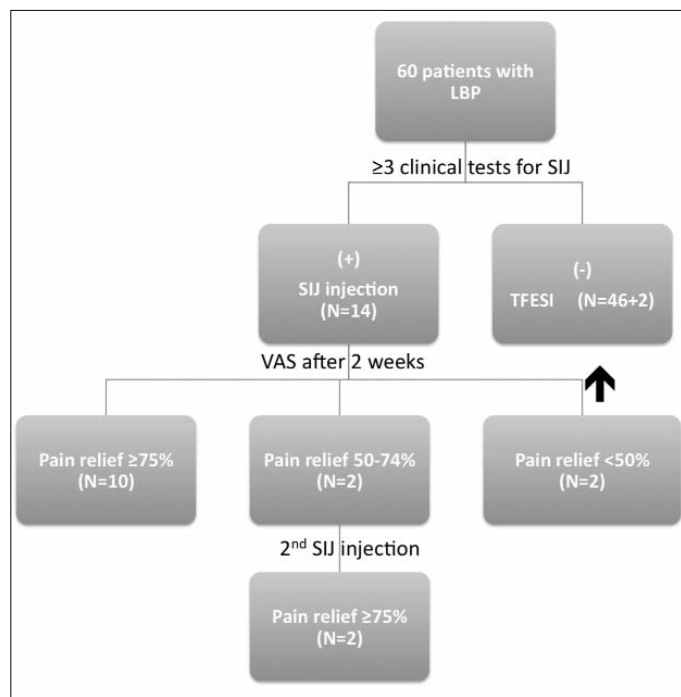 60 patients with
LBP
≥3 clinical tests for SIJ
(+)
SIJ injection
(N=14)
(-)
TFESI (N=46+2)
VAS after 2 weeks
Pain relief ≥75%
(N=10)
Pain relief 50-74%
(N=2)
Pain relief <50%
(N=2)
2nd SIJ injection
Pain relief ≥75%
(N=2)